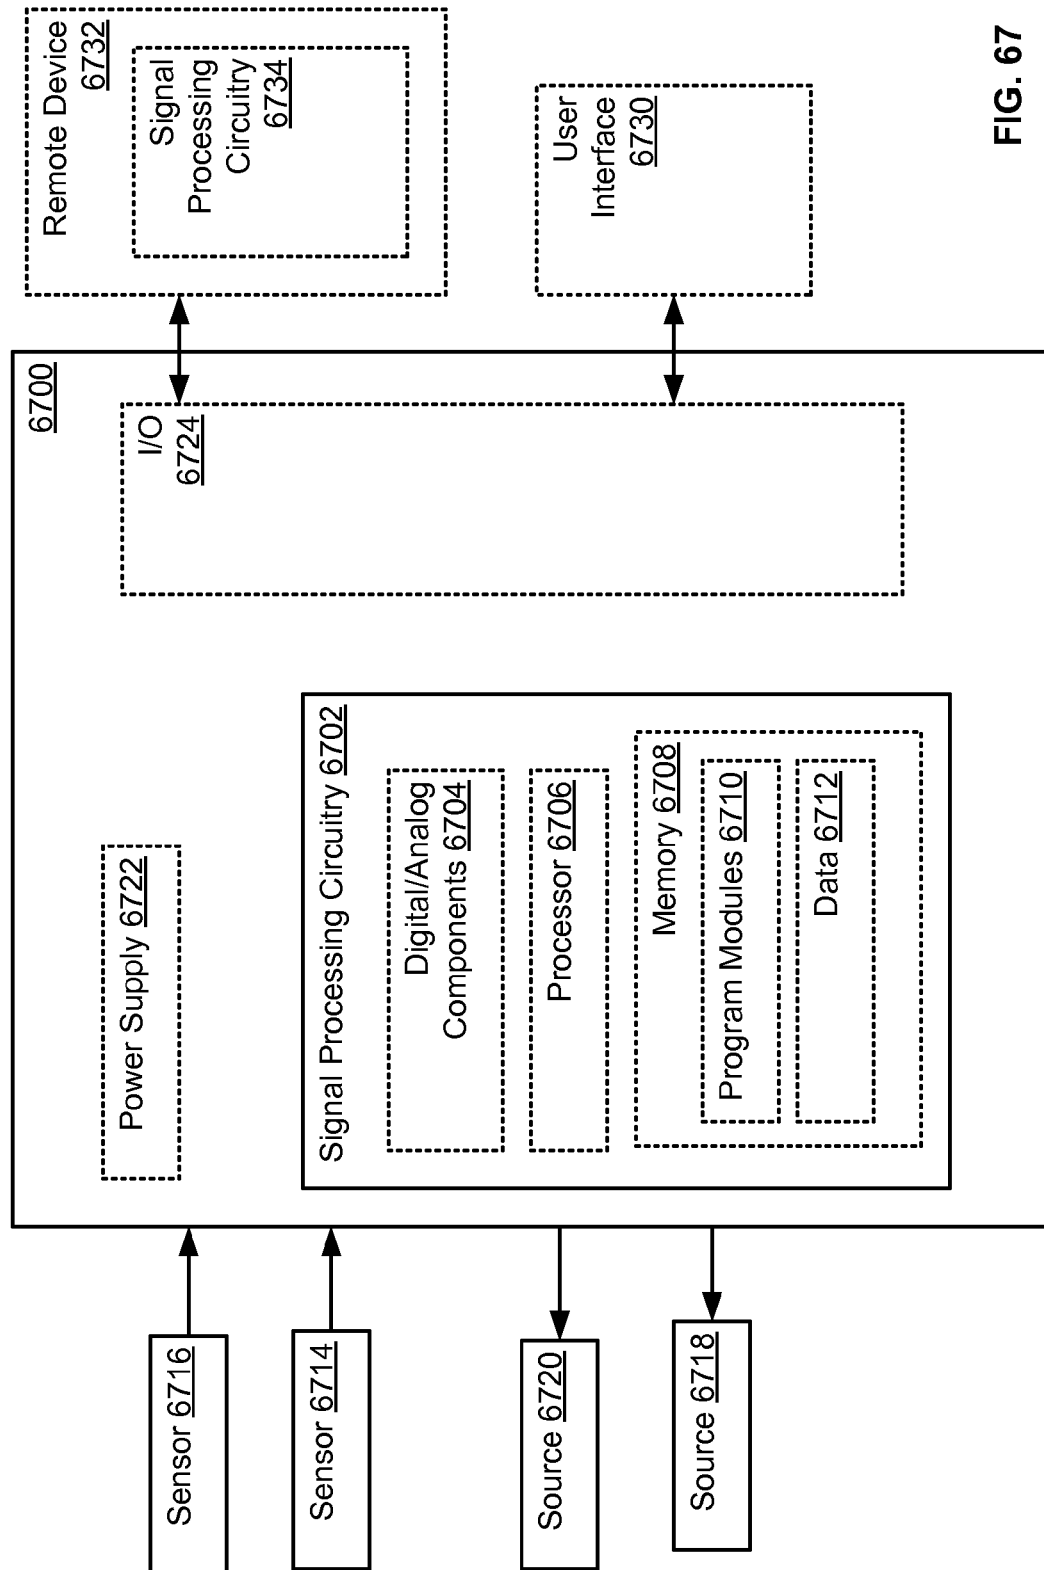 6700
Remote Device
6732
Signal
Processing
Circuitry
6734
User
Interface
6730
I/O
6724
Power Supply 6722
Signal Processing Circuitry 6702
Digital/Analog
Components 6704
Processor 6706
Memory 6708
Program Modules 6710
Data 6712
Sensor 6716
Sensor 6714
Source 6720
Source 6718
FIG. 67